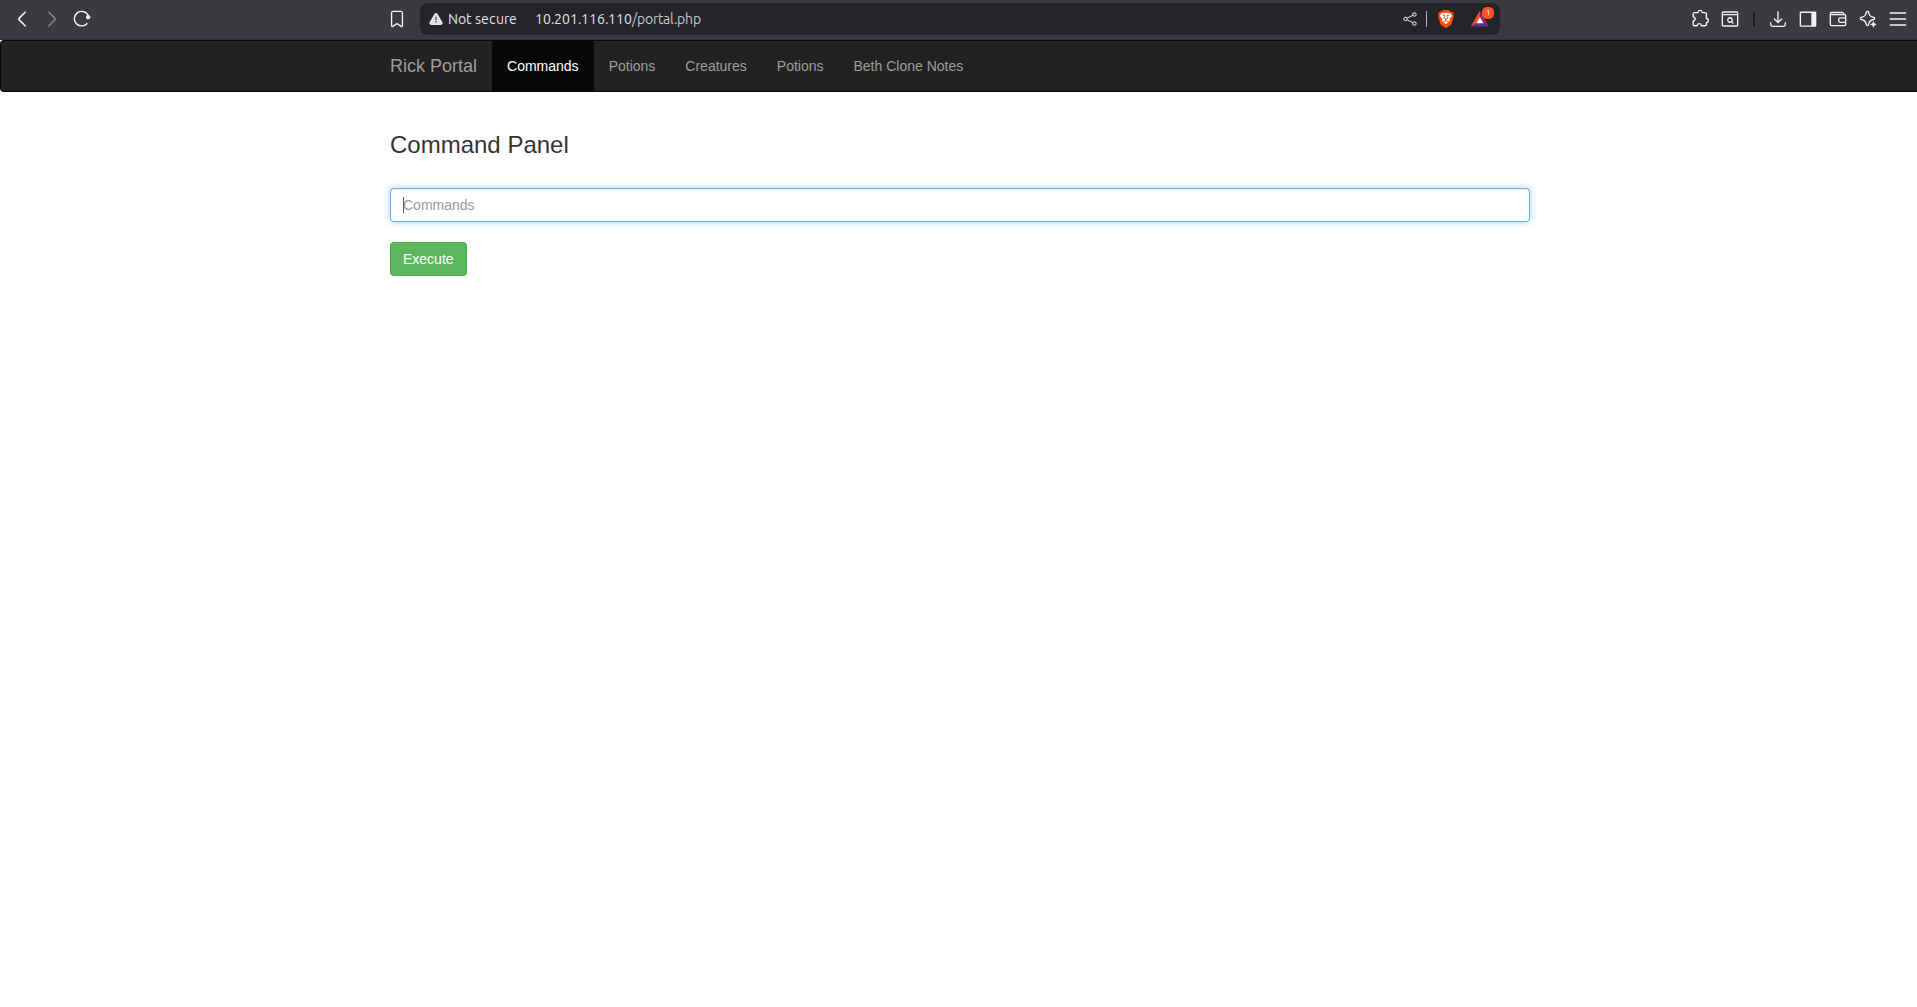 Not secure 10.201.116.110/portal.php 1
Rick Portal Commands Potions Creatures Potions Beth Clone Notes
Command Panel
Commands
Execute